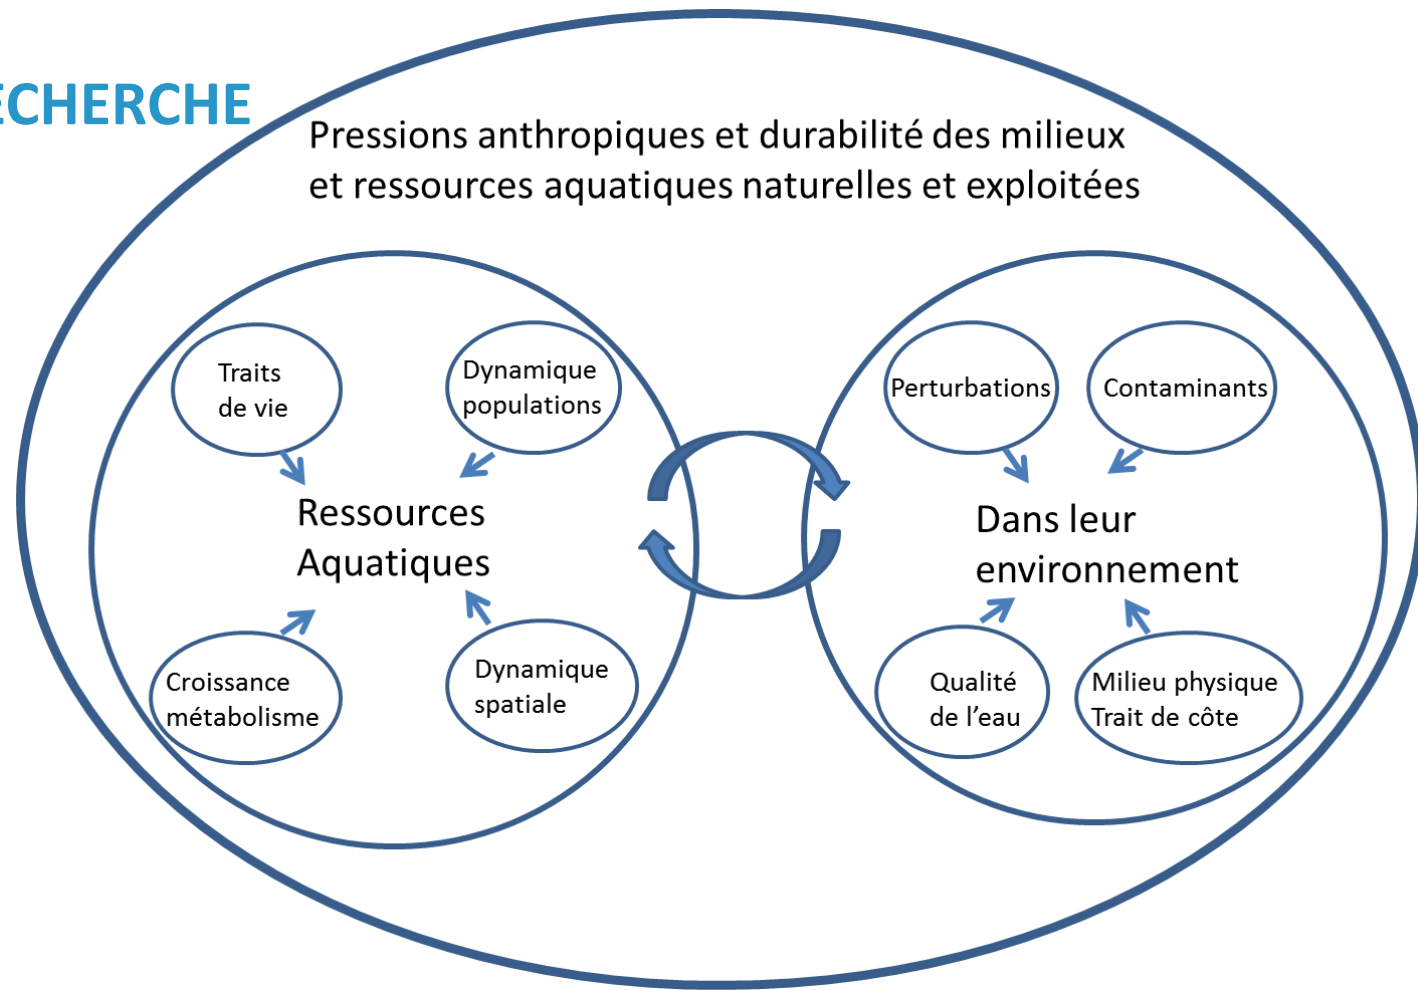 ECHERCHE
Pressions anthropiques et durabilité des milieux
et ressources aquatiques naturelles et exploitées
Traits
de vie
Dynamique
populations
Ressources
Aquatiques
Croissance
métabolisme
Dynamique
spatiale
Perturbations
Contaminants
Dans leur
environnement
Qualité
de l’eau
Milieu physique
Trait de côte